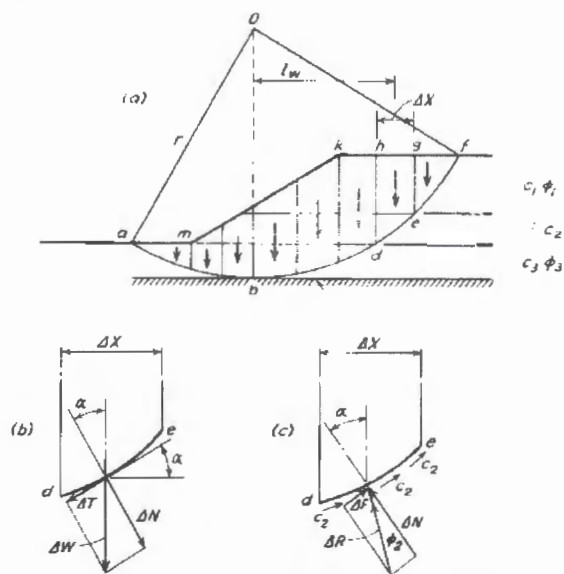 O
l_w
(a)
ΔX
r
k h g f
c₁ φ₁
a m
e
: c₂
d
c₃ φ₃
b
ΔX
ΔX
α
α
(b)
e
(c)
e
α
c₂
d
ΔT
c₂
d
c₂
ΔF
ΔN
ΔN
ΔW
ΔR
φ₂